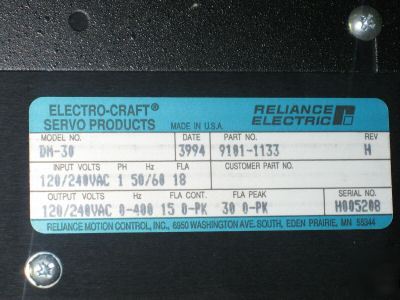 ELECTRO-CRAFT® RELIANCE
SERVO PRODUCTS MADE IN U.S.A. ELECTRIC
MODEL NO. DATE PART NO. REV
DM-30 3994 9101-1133 H
INPUT VOLTS PH Hz FLA CUSTOMER PART NO.
120/240VAC 1 50/60 18
OUTPUT VOLTS Hz FLA CONT. FLA PEAK SERIAL NO.
120/240VAC 0-400 15 0-PK 30 0-PK M005208
RELIANCE MOTION CONTROL, INC., 6950 WASHINGTON AVE. SOUTH, EDEN PRAIRIE, MN 55344